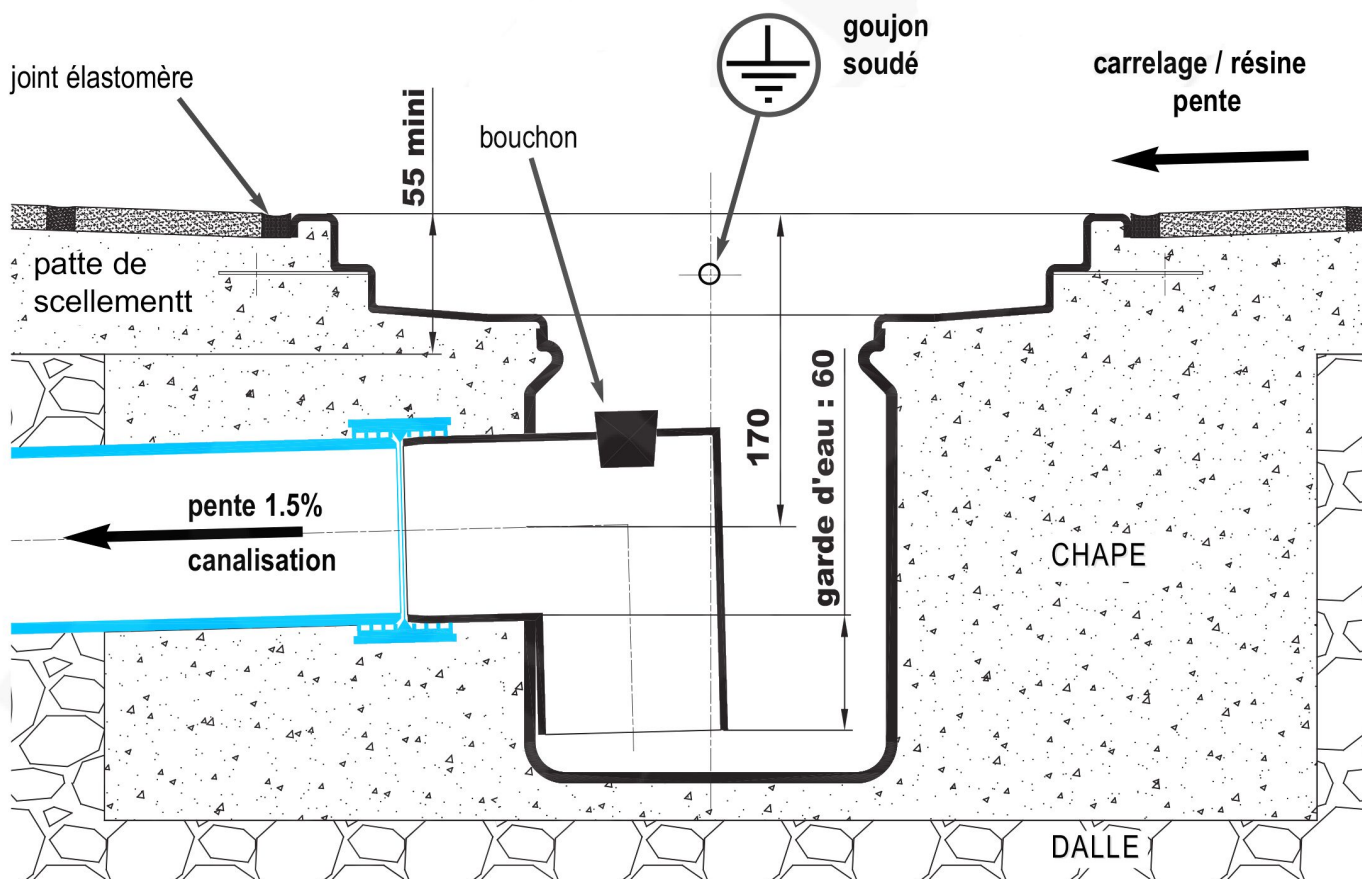 goujon
soudé
joint élastomère
carrelage / résine
pente
55 mini
bouchon
patte de
scellementt
170
garde d'eau : 60
pente 1.5%
canalisation
CHAPE
DALLE